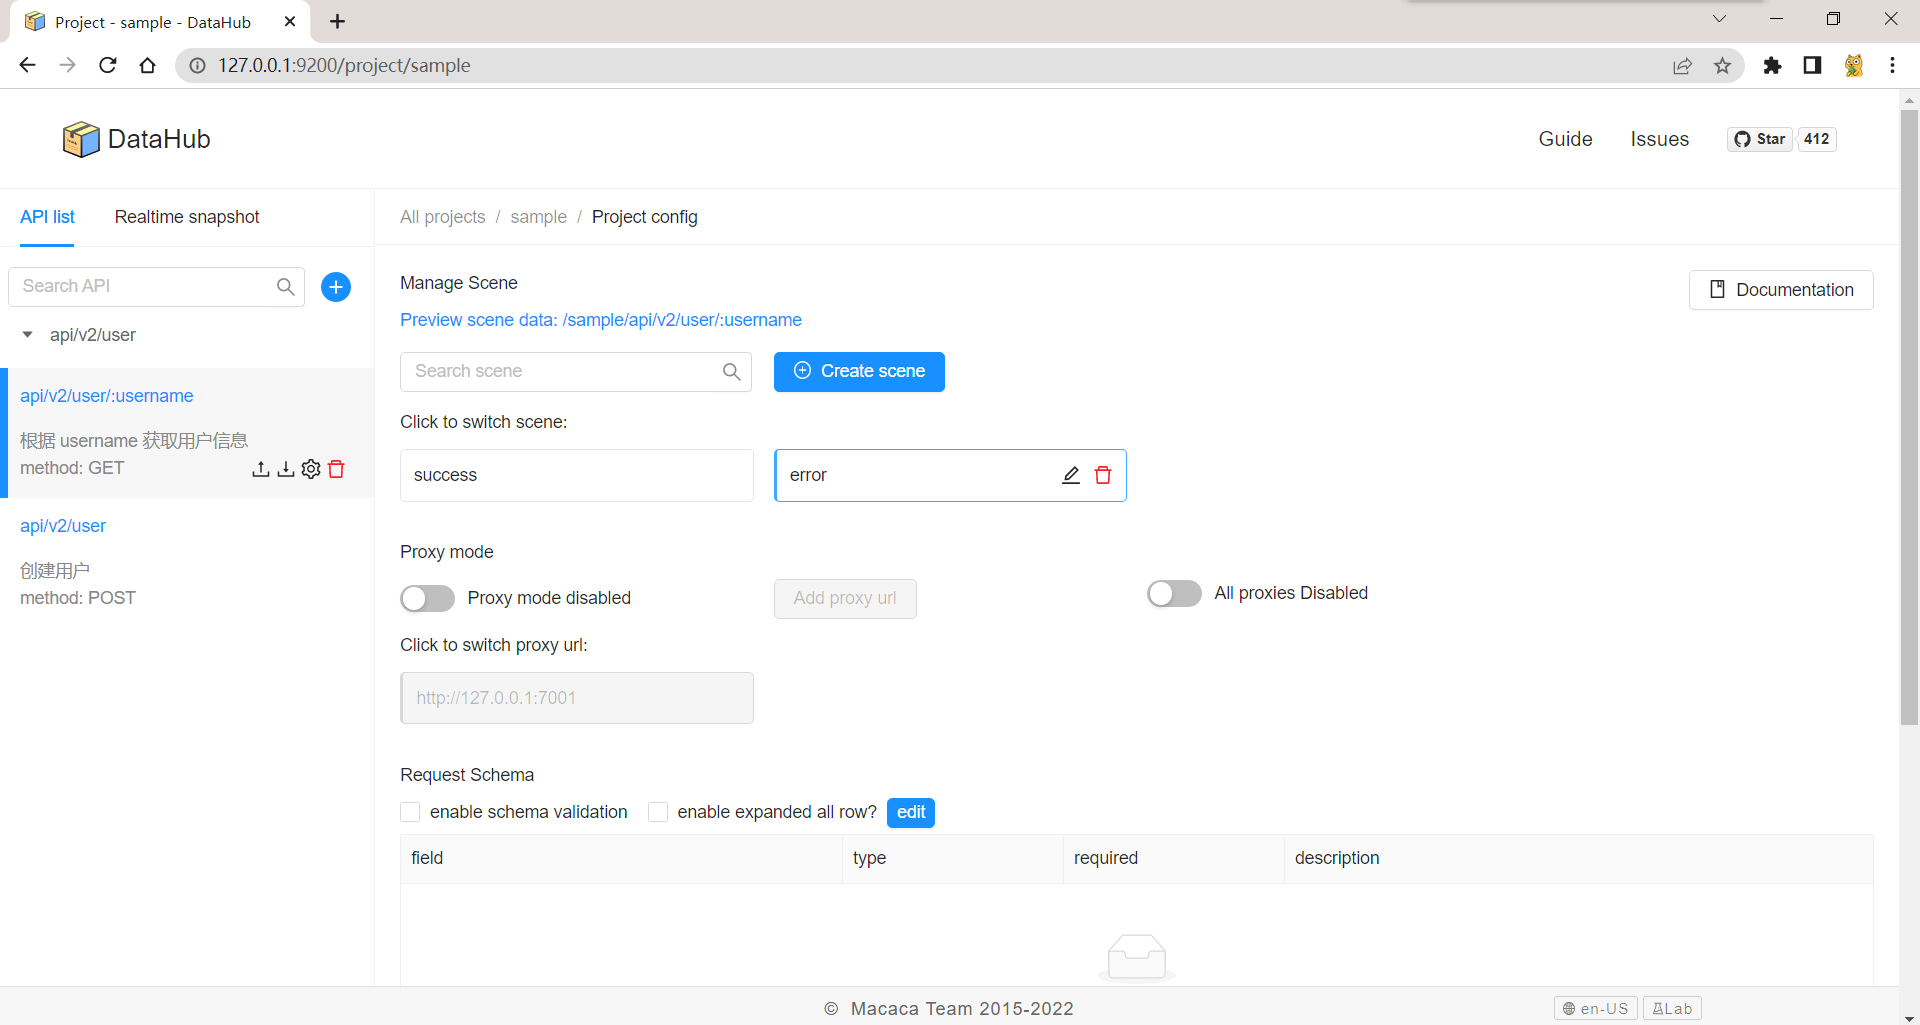 Project - sample - DataHub
127.0.0.1:9200/project/sample
DataHub
Guide
Issues
Star
412
API list
Realtime snapshot
All projects / sample / Project config
Search API
api/v2/user
api/v2/user/:username
根据 username 获取用户信息
method: GET
api/v2/user
创建用户
method: POST
Manage Scene
Documentation
Preview scene data: /sample/api/v2/user/:username
Search scene
Create scene
Click to switch scene:
success
error
Proxy mode
Proxy mode disabled
Add proxy url
All proxies Disabled
Click to switch proxy url:
http://127.0.0.1:7001
Request Schema
enable schema validation
enable expanded all row?
edit
field
type
required
description
© Macaca Team 2015-2022
en-US
Lab